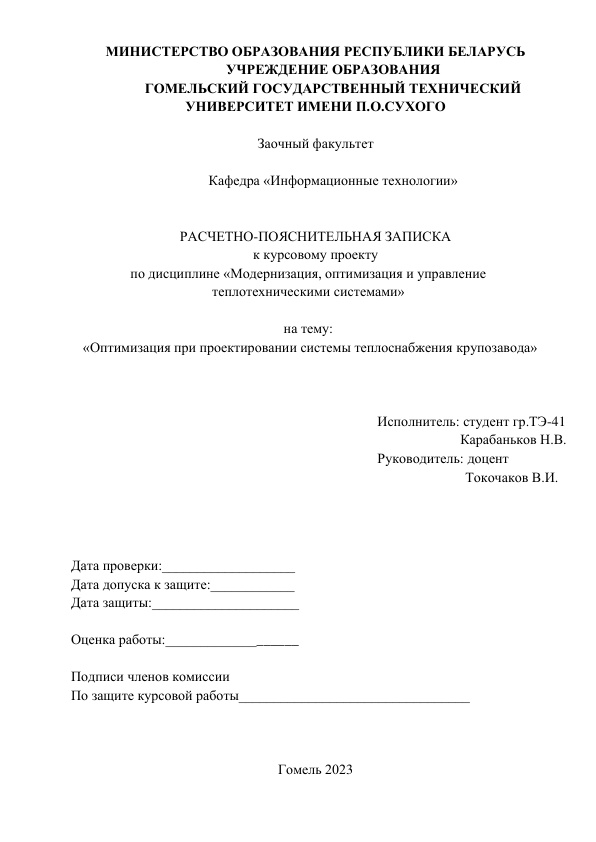 МИНИСТЕРСТВО ОБРАЗОВАНИЯ РЕСПУБЛИКИ БЕЛАРУСЬ
УЧРЕЖДЕНИЕ ОБРАЗОВАНИЯ
ГОМЕЛЬСКИЙ ГОСУДАРСТВЕННЫЙ ТЕХНИЧЕСКИЙ
УНИВЕРСИТЕТ ИМЕНИ П.О.СУХОГО
Заочный факультет
Кафедра «Информационные технологии»
РАСЧЕТНО-ПОЯСНИТЕЛЬНАЯ ЗАПИСКА
к курсовому проекту
по дисциплине «Модернизация, оптимизация и управление
теплотехническими системами»
на тему:
«Оптимизация при проектировании системы теплоснабжения крупозавода»
Исполнитель: студент гр.ТЭ-41
Карабаньков Н.В.
Руководитель: доцент
Токочаков В.И.
Дата проверки:___________________
Дата допуска к защите:____________
Дата защиты:_____________________
Оценка работы:___________________
Подписи членов комиссии
По защите курсовой работы_________________________________
Гомель 2023